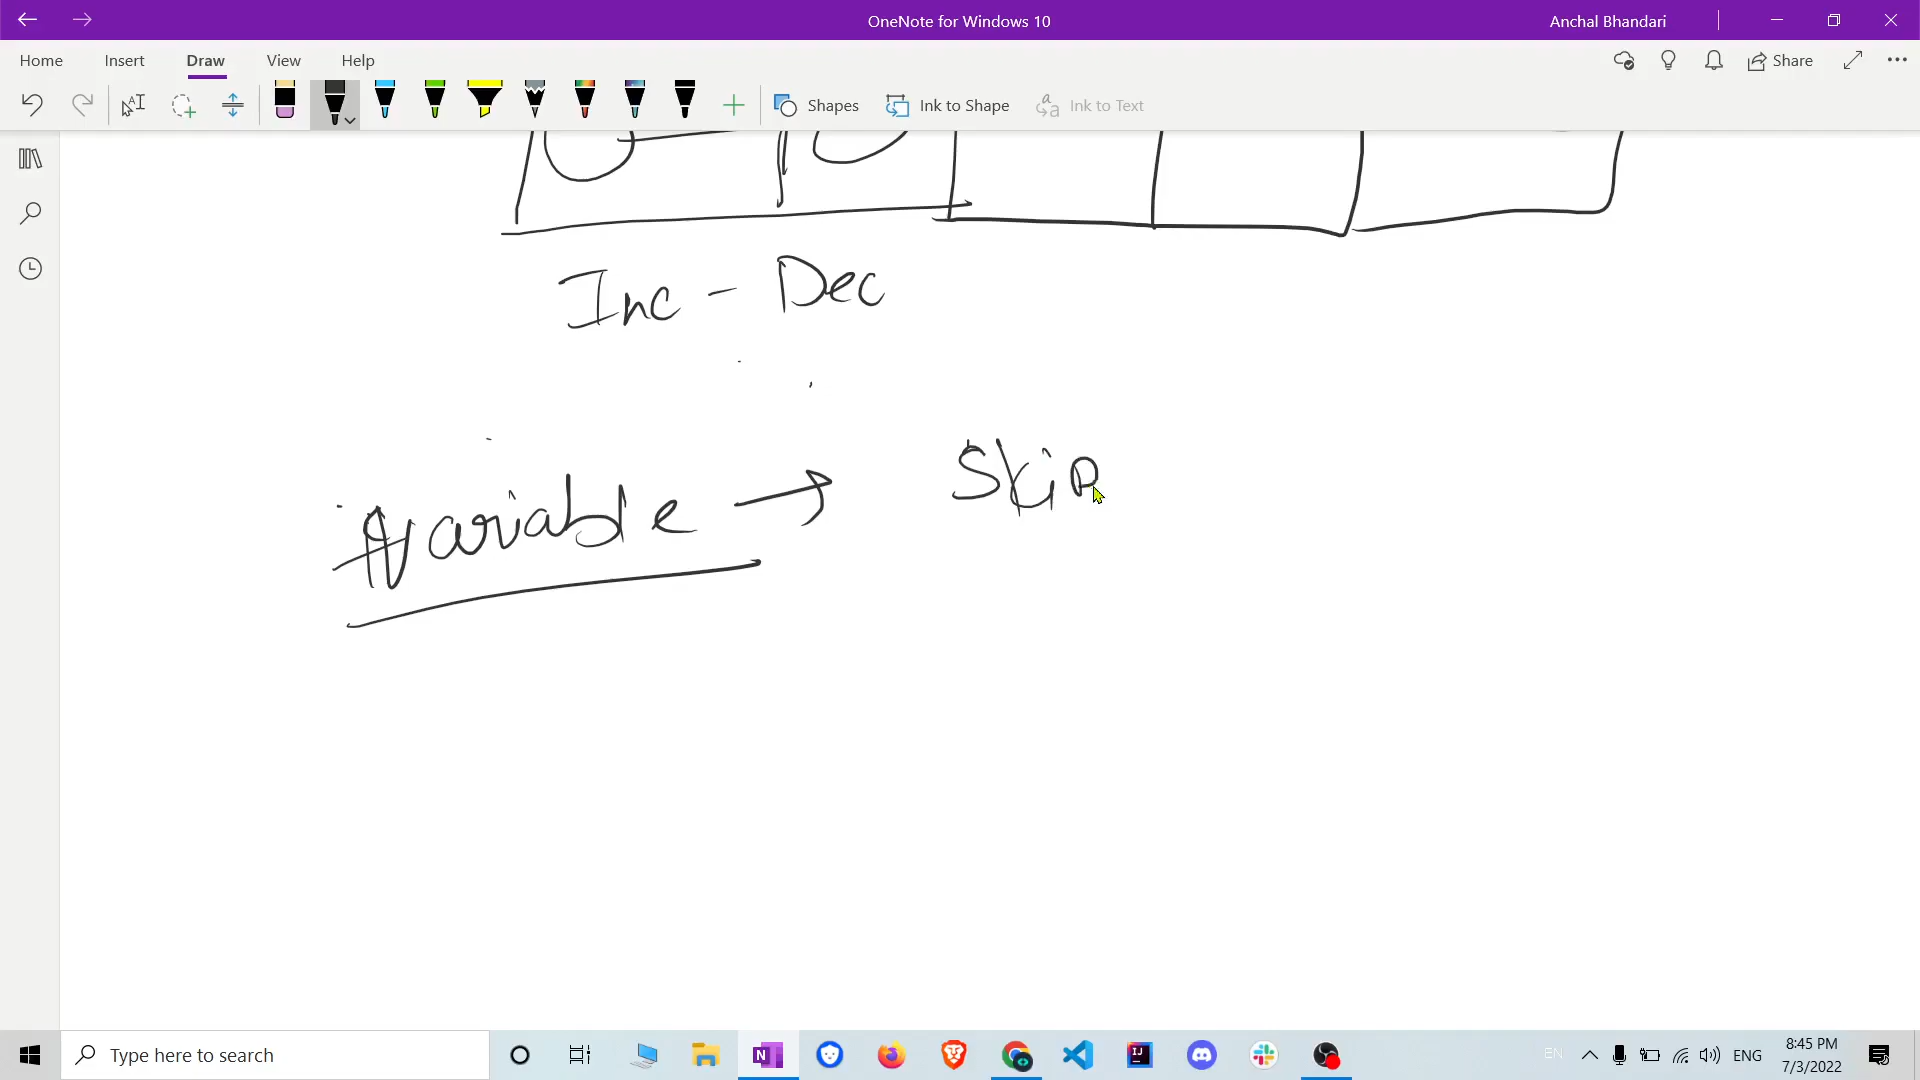 OneNote for Windows 10
Anchal Bhandari
Home Insert Draw View Help
Share
Shapes Ink to Shape Ink to Text
Inc - Dec
variable → Skip
Type here to search
EN ENG 8:45 PM
7/3/2022